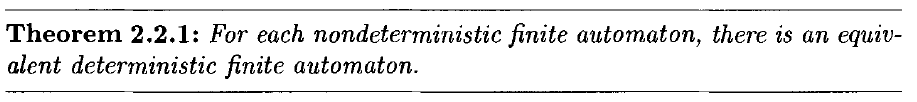 Theorem 2.2.1: For each nondeterministic finite automaton, there is an equiv-
alent deterministic finite automaton.